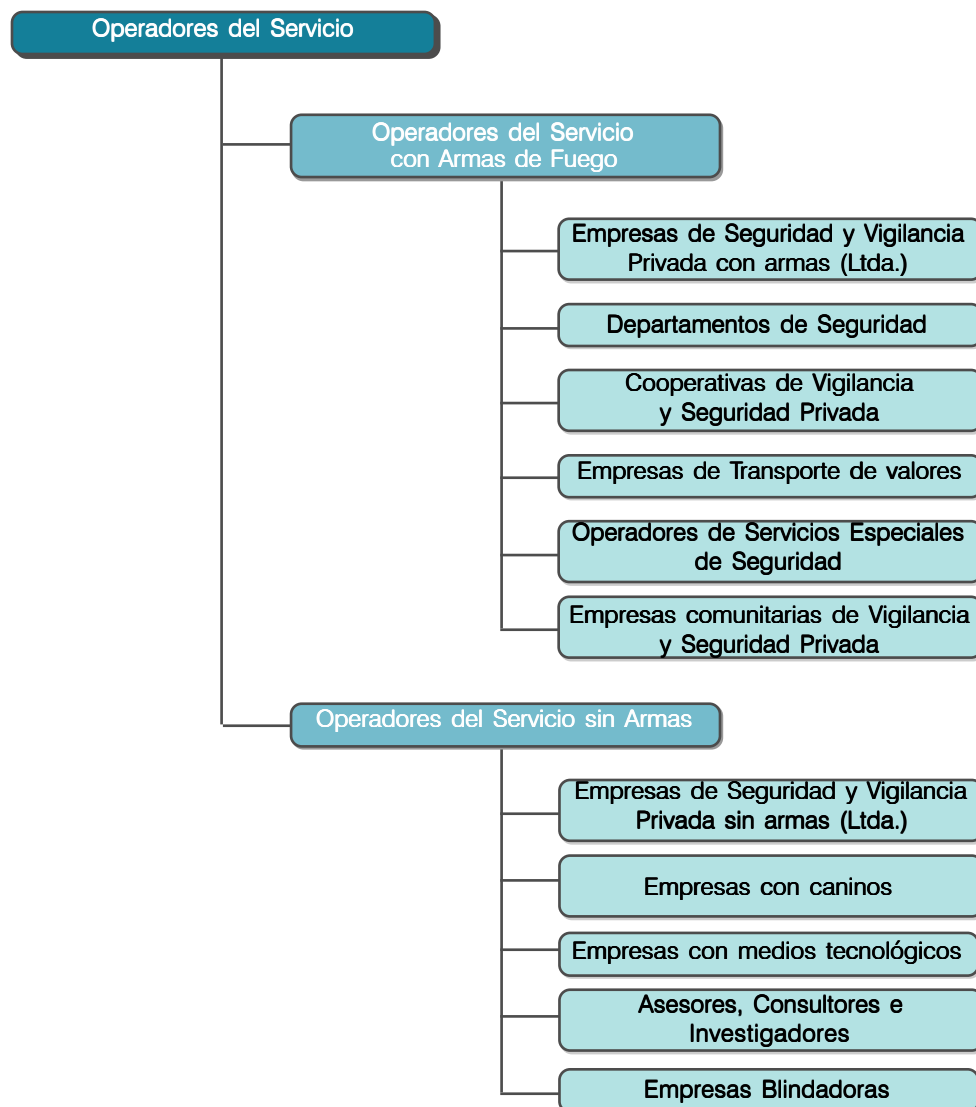 Operadores del Servicio
Operadores del Servicio
con Armas de Fuego
Empresas de Seguridad y Vigilancia
Privada con armas (Ltda.)
Departamentos de Seguridad
Cooperativas de Vigilancia
y Seguridad Privada
Empresas de Transporte de valores
Operadores de Servicios Especiales
de Seguridad
Empresas comunitarias de Vigilancia
y Seguridad Privada
Operadores del Servicio sin Armas
Empresas de Seguridad y Vigilancia
Privada sin armas (Ltda.)
Empresas con caninos
Empresas con medios tecnológicos
Asesores, Consultores e
Investigadores
Empresas Blindadoras